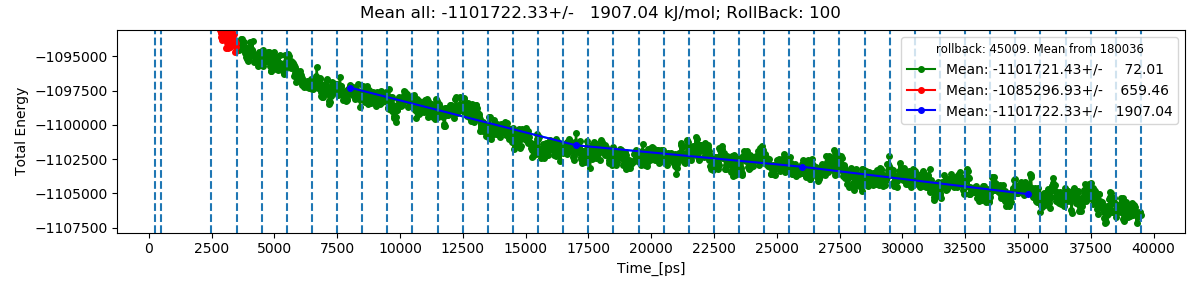 Mean all: -1101722.33+/-   1907.04 kJ/mol; RollBack: 100
rollback: 45009. Mean from 180036
Mean: -1101721.43+/-     72.01
Mean: -1085296.93+/-    659.46
Mean: -1101722.33+/-   1907.04
Total Energy
−1095000
−1097500
−1100000
−1102500
−1105000
−1107500
0 2500 5000 7500 10000 12500 15000 17500 20000 22500 25000 27500 30000 32500 35000 37500 40000
Time_[ps]